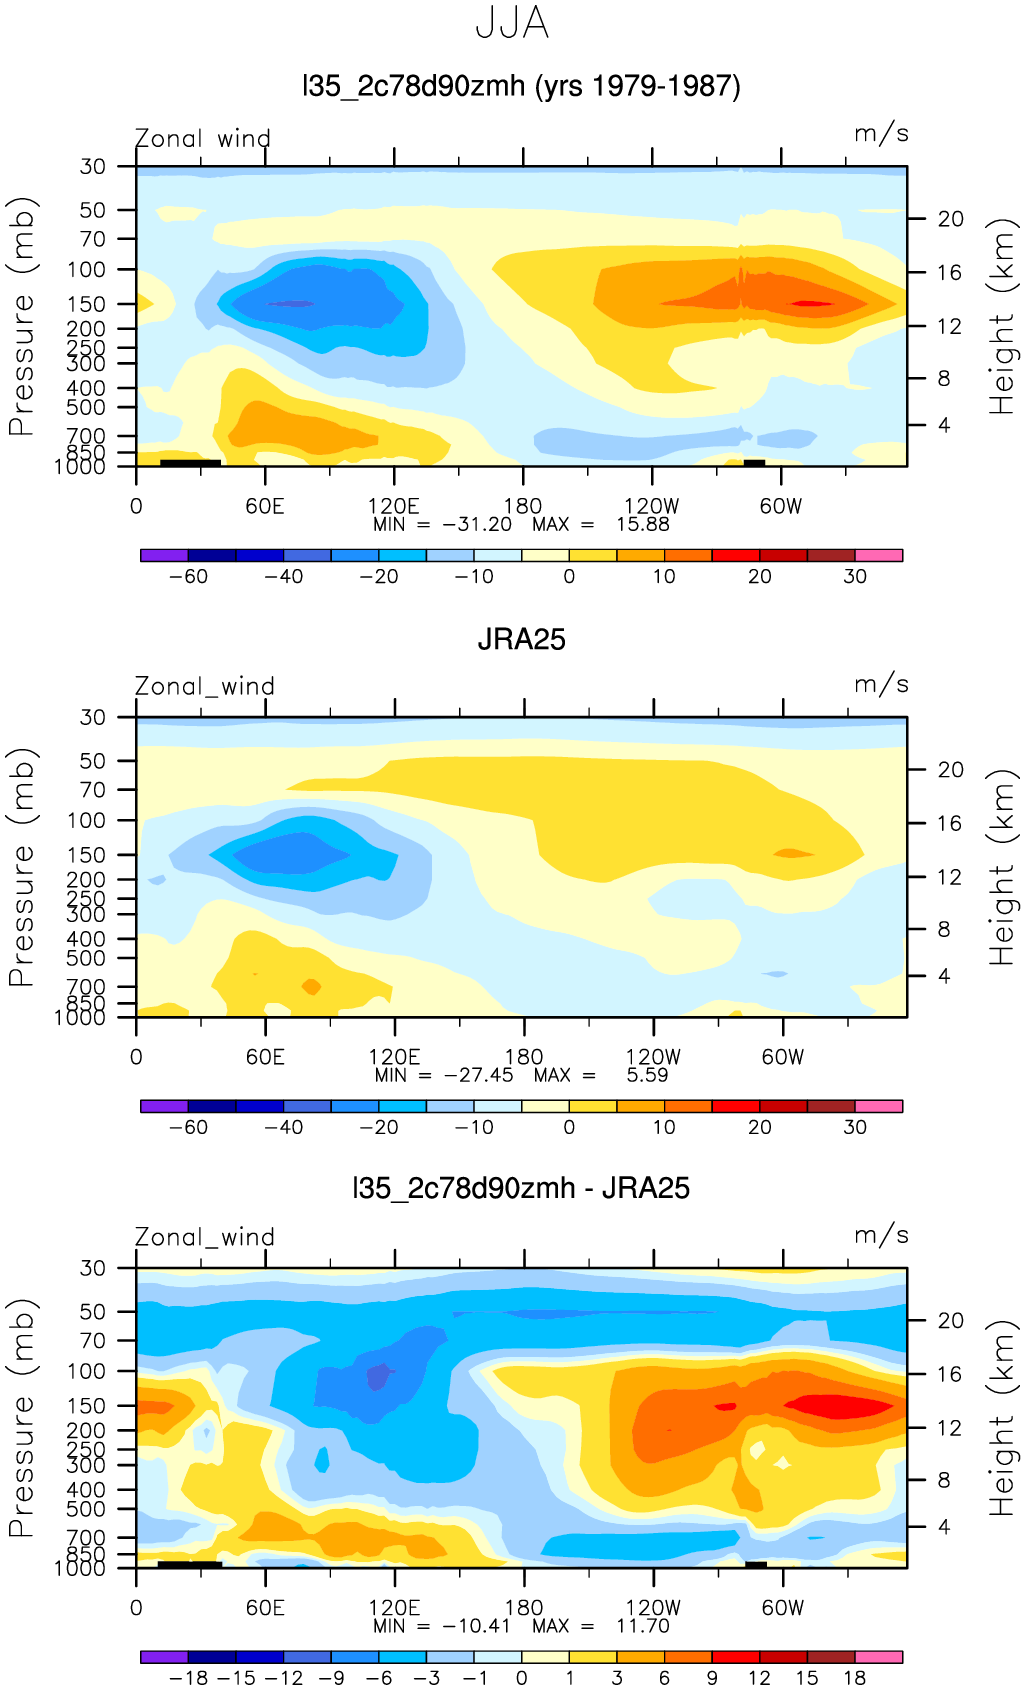 JJA
l35_2c78d90zmh (yrs 1979-1987)
Zonal wind m/s
30
50
70
100
150
200
250
300
400
500
700
850
1000
Pressure (mb)
20
16
12
8
4
Height (km)
0 60E 120E 180 120W 60W
MIN = -31.20 MAX = 15.88
-60 -40 -20 -10 0 10 20 30
JRA25
Zonal_wind m/s
30
50
70
100
150
200
250
300
400
500
700
850
1000
Pressure (mb)
20
16
12
8
4
Height (km)
0 60E 120E 180 120W 60W
MIN = -27.45 MAX = 5.59
-60 -40 -20 -10 0 10 20 30
l35_2c78d90zmh - JRA25
Zonal_wind m/s
30
50
70
100
150
200
250
300
400
500
700
850
1000
Pressure (mb)
20
16
12
8
4
Height (km)
0 60E 120E 180 120W 60W
MIN = -10.41 MAX = 11.70
-18 -15 -12 -9 -6 -3 -1 0 1 3 6 9 12 15 18